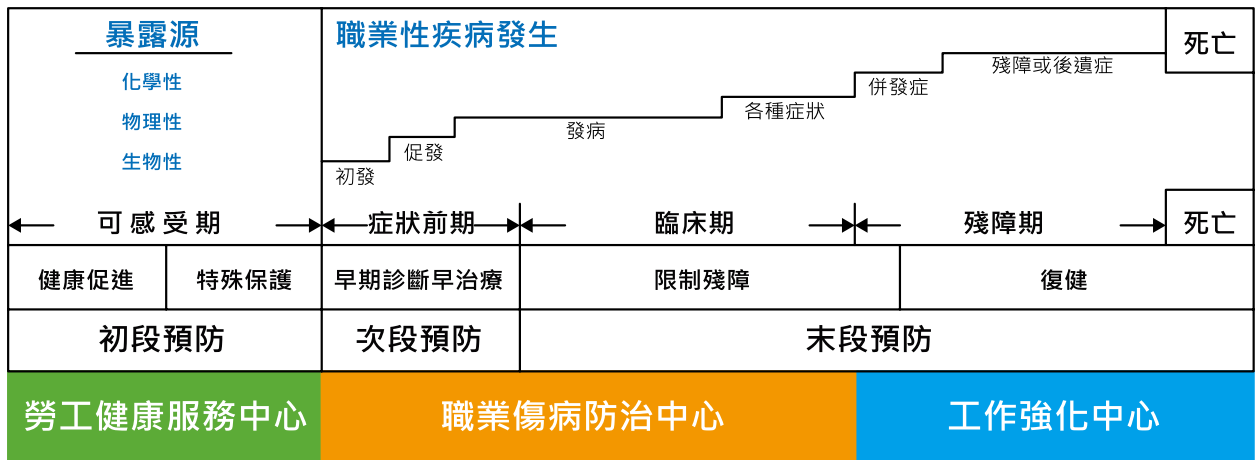 暴露源
化學性
物理性
生物性
職業性疾病發生
初發
促發
發病
各種症狀
併發症
殘障或後遺症
死亡
可感受期
症狀前期
臨床期
殘障期
死亡
健康促進
特殊保護
早期診斷早治療
限制殘障
復健
初段預防
次段預防
末段預防
勞工健康服務中心
職業傷病防治中心
工作強化中心